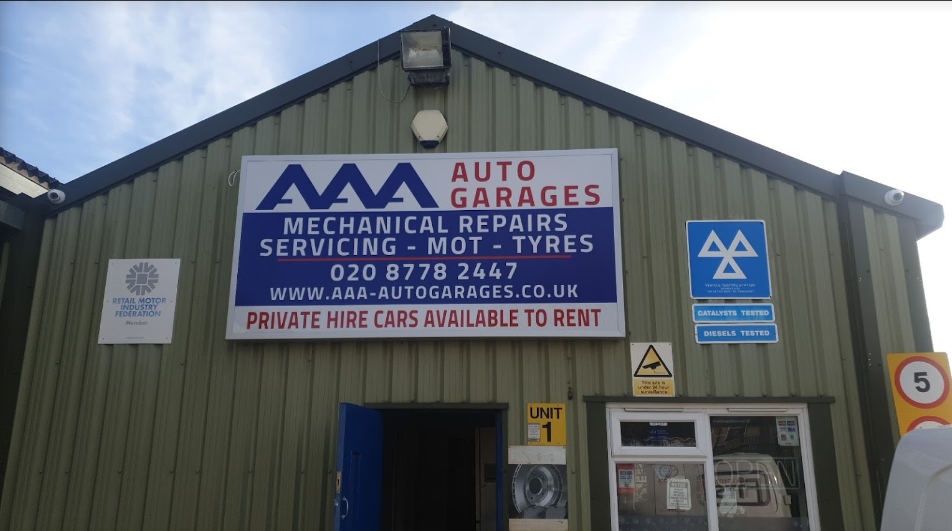 AAA AUTO
GARAGES
MECHANICAL REPAIRS
SERVICING - MOT - TYRES
020 8778 2447
WWW.AAA-AUTOGARAGES.CO.UK
PRIVATE HIRE CARS AVAILABLE TO RENT
RETAIL MOTOR
INDUSTRY
FEDERATION
Member
CATALYSTS TESTED
DIESELS TESTED
UNIT
1
5
OPEN